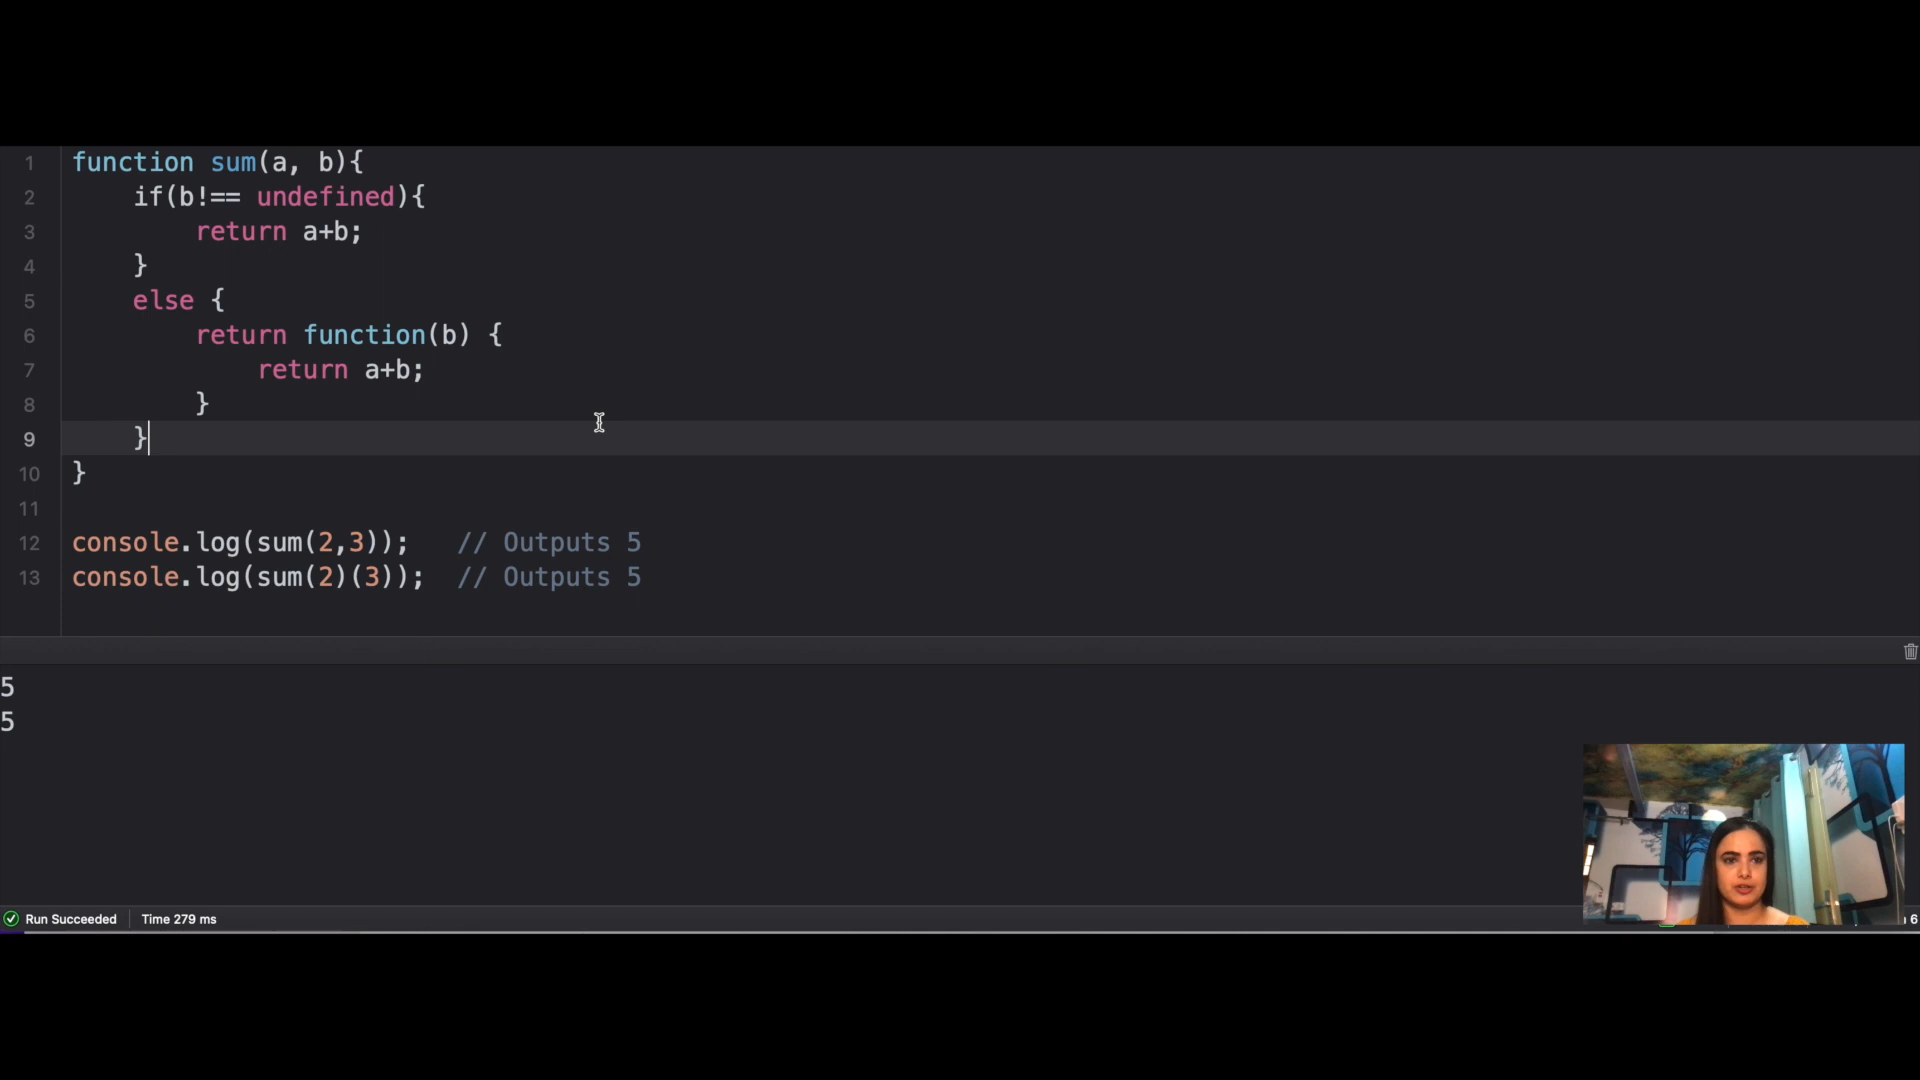 1 function sum(a, b){
2 if(b!== undefined){
3 return a+b;
4 }
5 else {
6 return function(b) {
7 return a+b;
8 }
9 }
10 }
11
12 console.log(sum(2,3)); // Outputs 5
13 console.log(sum(2)(3)); // Outputs 5
5
5
Run Succeeded Time 279 ms 6